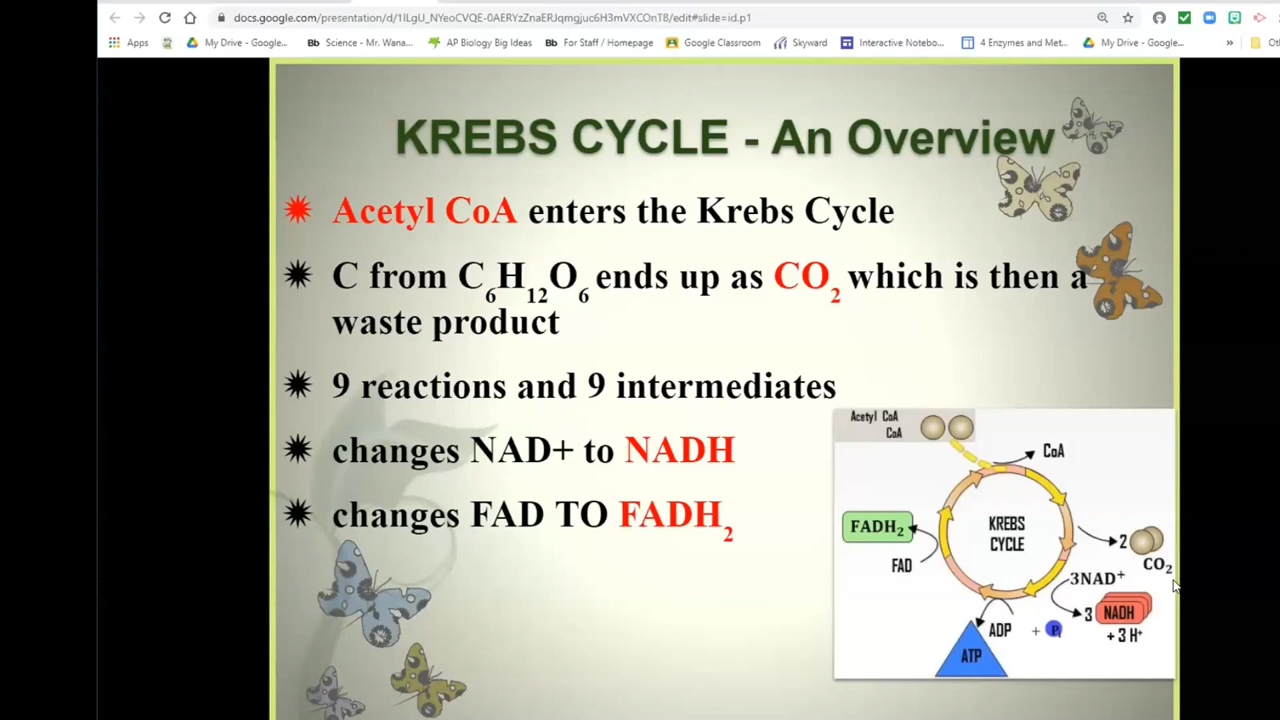 docs.google.com/presentation/d/1ILgU_NYeoCVQE-0AERYzZnaERJqmgjuc6H3mVXCOnT8/edit#slide=id.p1
Apps My Drive - Google... Bb Science - Mr. Wana... AP Biology Big Ideas Bb For Staff / Homepage Google Classroom Skyward Interactive Notebo... 4 Enzymes and Met... My Drive - Google... »
KREBS CYCLE - An Overview
Acetyl CoA enters the Krebs Cycle
C from C6H12O6 ends up as CO2 which is then a
waste product
9 reactions and 9 intermediates
changes NAD+ to NADH
changes FAD TO FADH2
Acetyl CoA
CoA
CoA
KREBS
CYCLE
FADH2
FAD
2
CO2
3NAD+
3 NADH
+ 3 H+
ADP + Pi
ATP